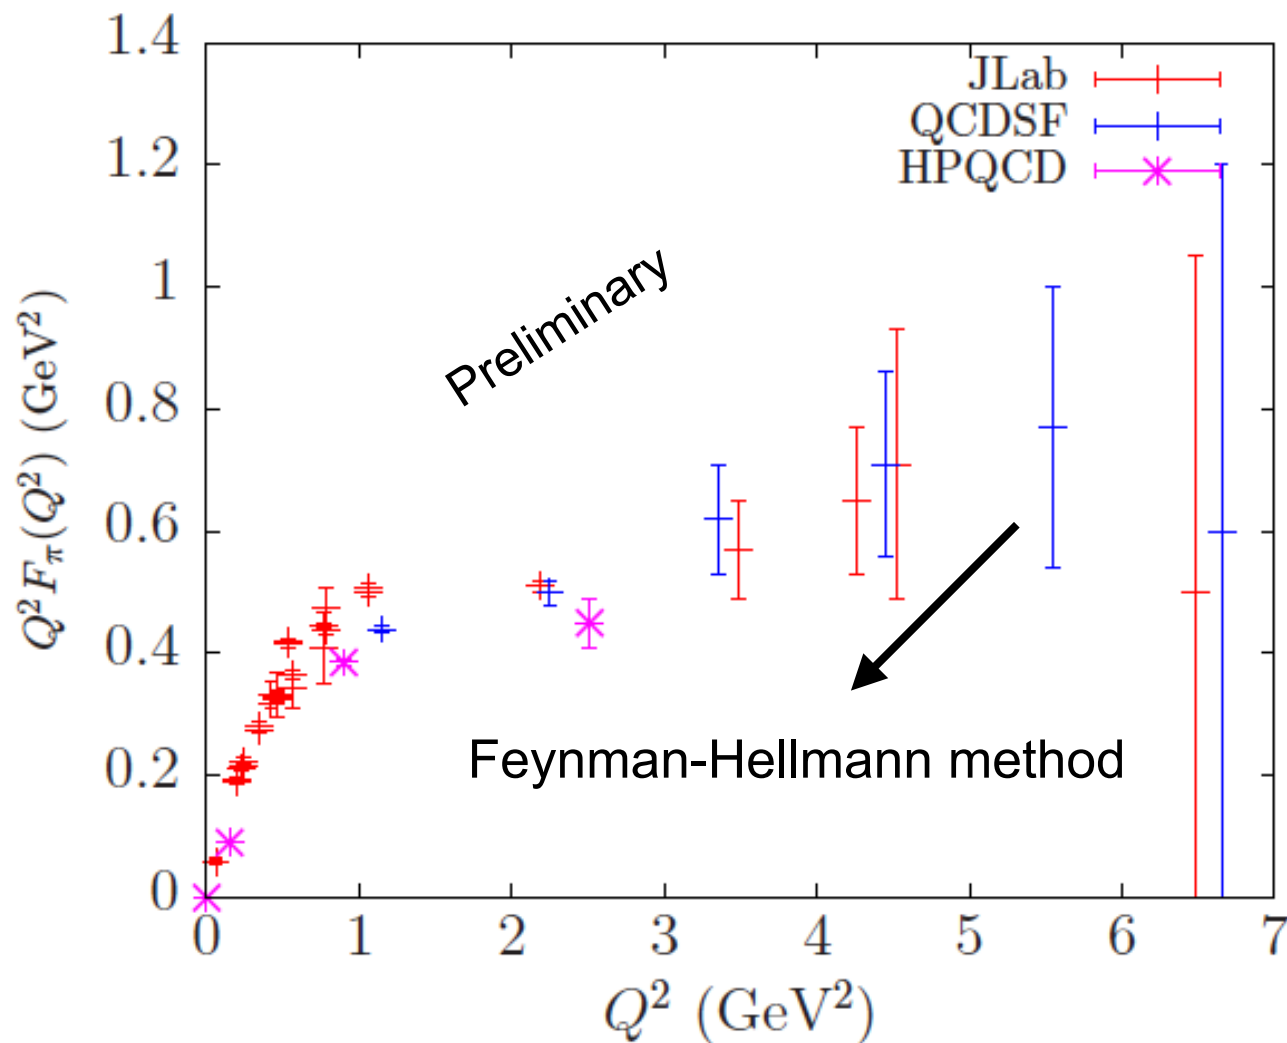 1.4
1.2
1
0.8
0.6
0.4
0.2
0
Q²F_π(Q²) (GeV²)
JLab
QCDSF
HPQCD
Preliminary
Feynman-Hellmann method
0 1 2 3 4 5 6 7
Q² (GeV²)